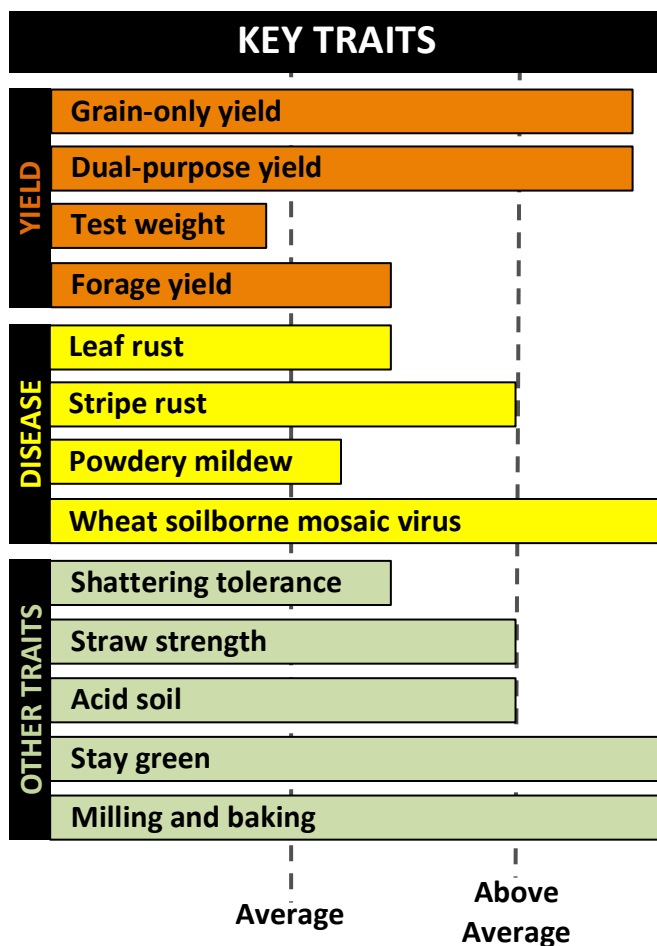 KEY TRAITS
YIELD
Grain-only yield
Dual-purpose yield
Test weight
Forage yield
DISEASE
Leaf rust
Stripe rust
Powdery mildew
Wheat soilborne mosaic virus
OTHER TRAITS
Shattering tolerance
Straw strength
Acid soil
Stay green
Milling and baking
Average
Above
Average